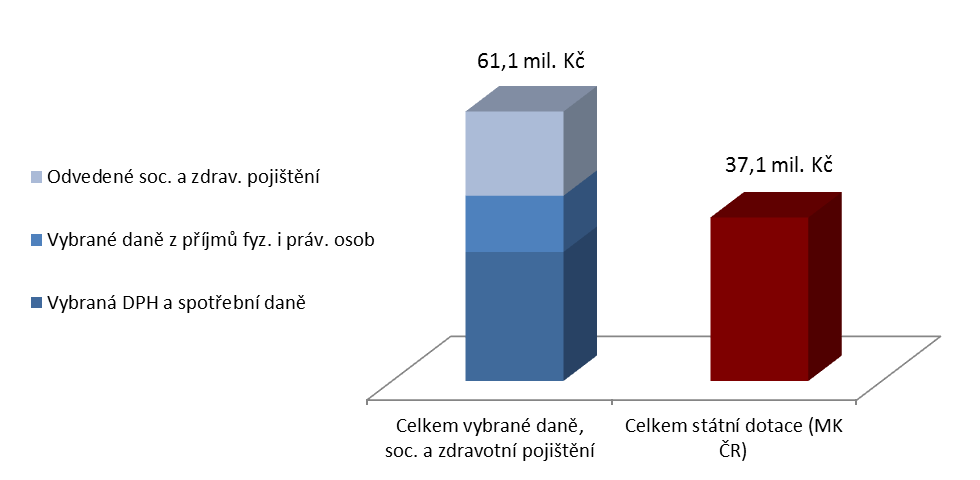 61,1 mil. Kč
37,1 mil. Kč
Odvedené soc. a zdrav. pojištění
Vybrané daně z příjmů fyz. i práv. osob
Vybraná DPH a spotřební daně
Celkem vybrané daně,
soc. a zdravotní pojištění
Celkem státní dotace (MK
ČR)